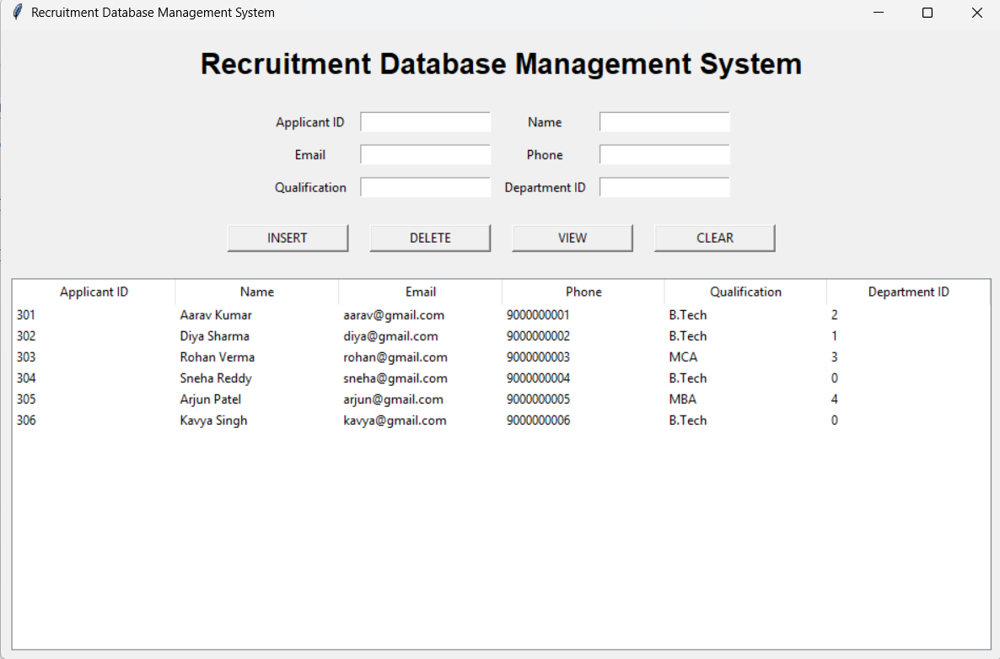 Recruitment Database Management System
Recruitment Database Management System
Applicant ID Name
Email Phone
Qualification Department ID
INSERT DELETE VIEW CLEAR
Applicant ID Name Email Phone Qualification Department ID
301 Aarav Kumar aarav@gmail.com 9000000001 B.Tech 2
302 Diya Sharma diya@gmail.com 9000000002 B.Tech 1
303 Rohan Verma rohan@gmail.com 9000000003 MCA 3
304 Sneha Reddy sneha@gmail.com 9000000004 B.Tech 0
305 Arjun Patel arjun@gmail.com 9000000005 MBA 4
306 Kavya Singh kavya@gmail.com 9000000006 B.Tech 0